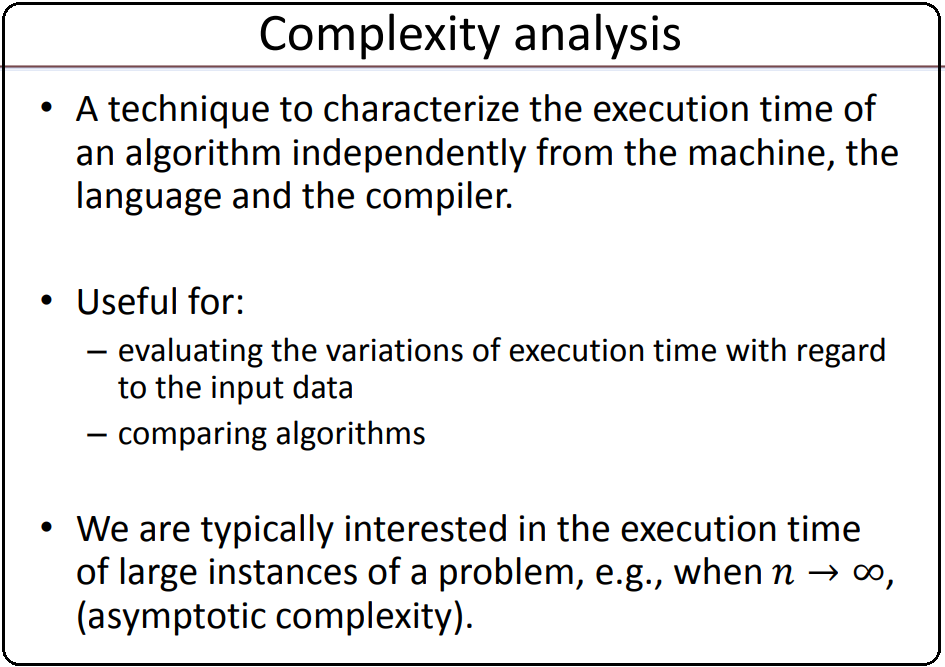 Complexity analysis
• A technique to characterize the execution time of
an algorithm independently from the machine, the
language and the compiler.
• Useful for:
– evaluating the variations of execution time with regard
to the input data
– comparing algorithms
• We are typically interested in the execution time
of large instances of a problem, e.g., when n → ∞,
(asymptotic complexity).